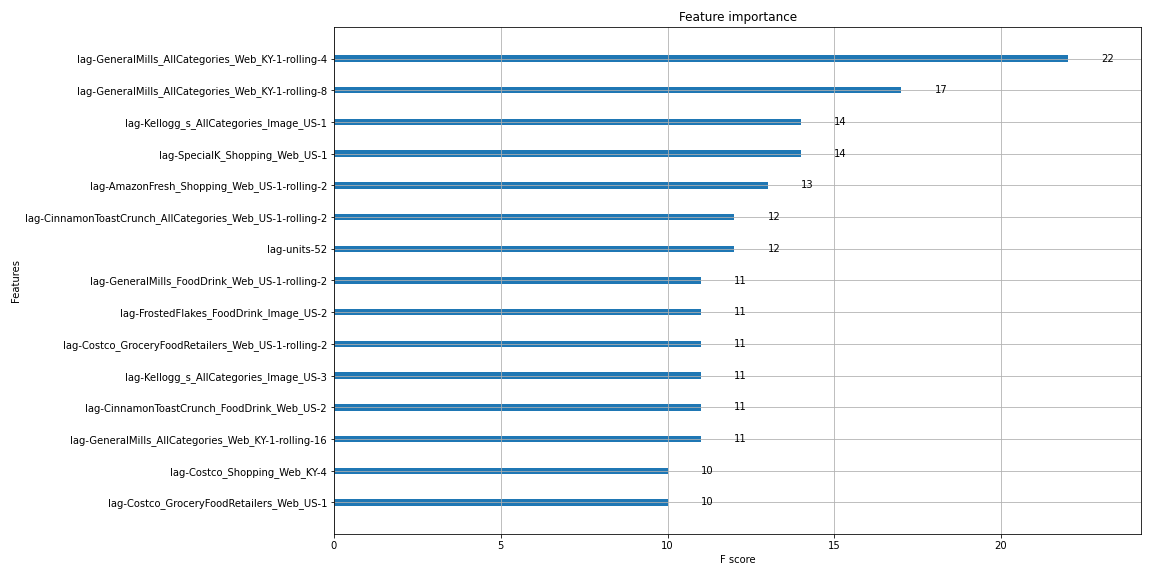 Feature importance
lag-GeneralMills_AllCategories_Web_KY-1-rolling-4 22
lag-GeneralMills_AllCategories_Web_KY-1-rolling-8 17
lag-Kellogg_s_AllCategories_Image_US-1 14
lag-SpecialK_Shopping_Web_US-1 14
lag-AmazonFresh_Shopping_Web_US-1-rolling-2 13
lag-CinnamonToastCrunch_AllCategories_Web_US-1-rolling-2 12
lag-units-52 12
lag-GeneralMills_FoodDrink_Web_US-1-rolling-2 11
lag-FrostedFlakes_FoodDrink_Image_US-2 11
lag-Costco_GroceryFoodRetailers_Web_US-1-rolling-2 11
lag-Kellogg_s_AllCategories_Image_US-3 11
lag-CinnamonToastCrunch_FoodDrink_Web_US-2 11
lag-GeneralMills_AllCategories_Web_KY-1-rolling-16 11
lag-Costco_Shopping_Web_KY-4 10
lag-Costco_GroceryFoodRetailers_Web_US-1 10
Features
0 5 10 15 20
F score